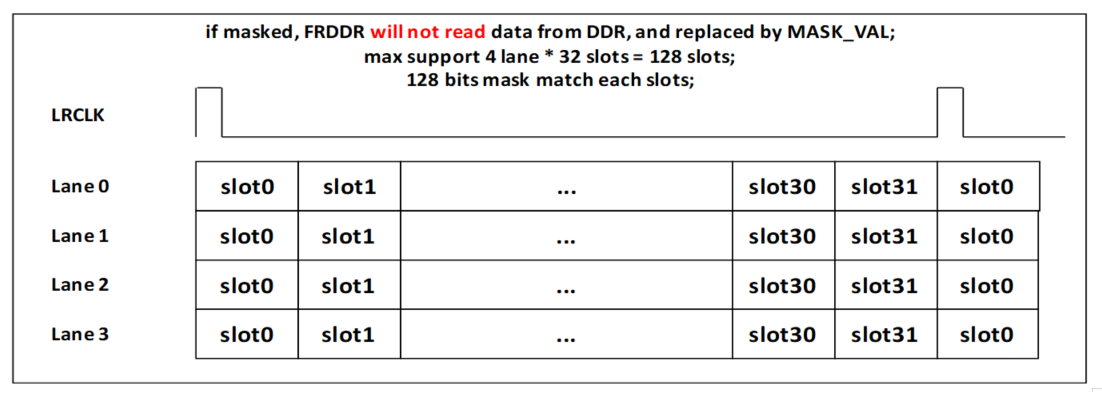 if masked, FRDDR will not read data from DDR, and replaced by MASK_VAL;
max support 4 lane * 32 slots = 128 slots;
128 bits mask match each slots;
LRCLK
Lane 0 slot0 slot1 ... slot30 slot31 slot0
Lane 1 slot0 slot1 ... slot30 slot31 slot0
Lane 2 slot0 slot1 ... slot30 slot31 slot0
Lane 3 slot0 slot1 ... slot30 slot31 slot0